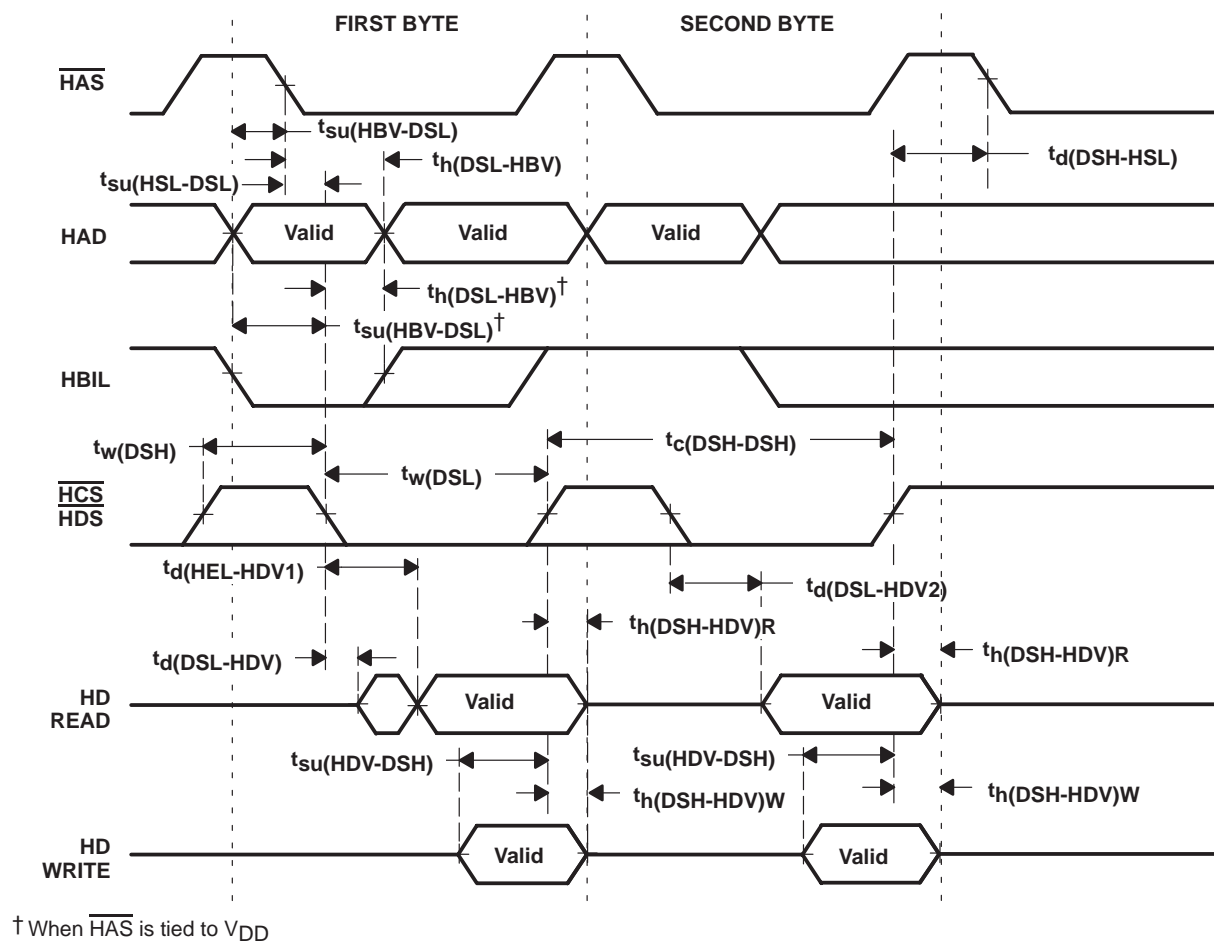 FIRST BYTE SECOND BYTE
HAS
tsu(HBV-DSL)
th(DSL-HBV)
td(DSH-HSL)
tsu(HSL-DSL)
HAD Valid Valid Valid
th(DSL-HBV)†
tsu(HBV-DSL)†
HBIL
tw(DSH)
tc(DSH-DSH)
tw(DSL)
HCS
HDS
td(HEL-HDV1)
td(DSL-HDV2)
th(DSH-HDV)R
td(DSL-HDV)
th(DSH-HDV)R
HD
READ
Valid Valid
tsu(HDV-DSH) tsu(HDV-DSH)
th(DSH-HDV)W th(DSH-HDV)W
HD
WRITE
Valid Valid
† When HAS is tied to VDD